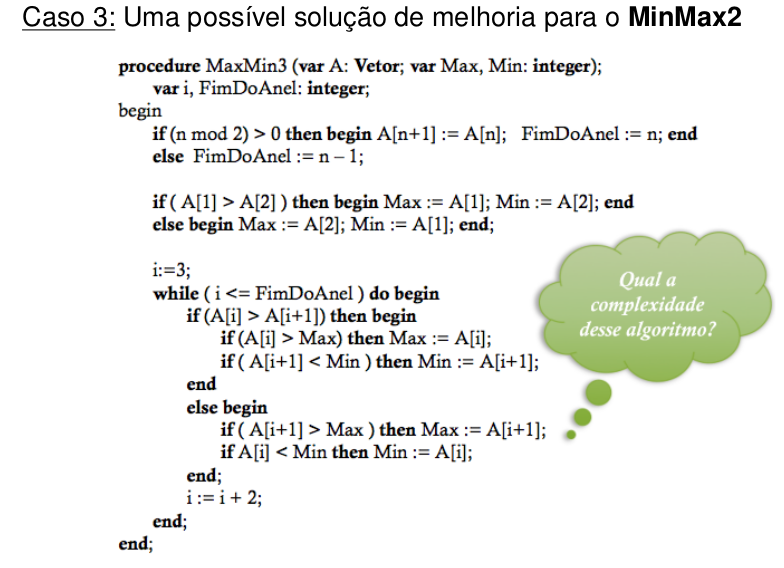 Caso 3: Uma possível solução de melhoria para o MinMax2
procedure MaxMin3 (var A: Vetor; var Max, Min: integer);
var i, FimDoAnel: integer;
begin
if (n mod 2) > 0 then begin A[n+1] := A[n]; FimDoAnel := n; end
else FimDoAnel := n – 1;
if ( A[1] > A[2] ) then begin Max := A[1]; Min := A[2]; end
else begin Max := A[2]; Min := A[1]; end;
i:=3;
while ( i <= FimDoAnel ) do begin
if (A[i] > A[i+1]) then begin
if (A[i] > Max) then Max := A[i];
if ( A[i+1] < Min ) then Min := A[i+1];
end
else begin
if ( A[i+1] > Max ) then Max := A[i+1];
if A[i] < Min then Min := A[i];
end;
i := i + 2;
end;
end;
Qual a
complexidade
desse algoritmo?